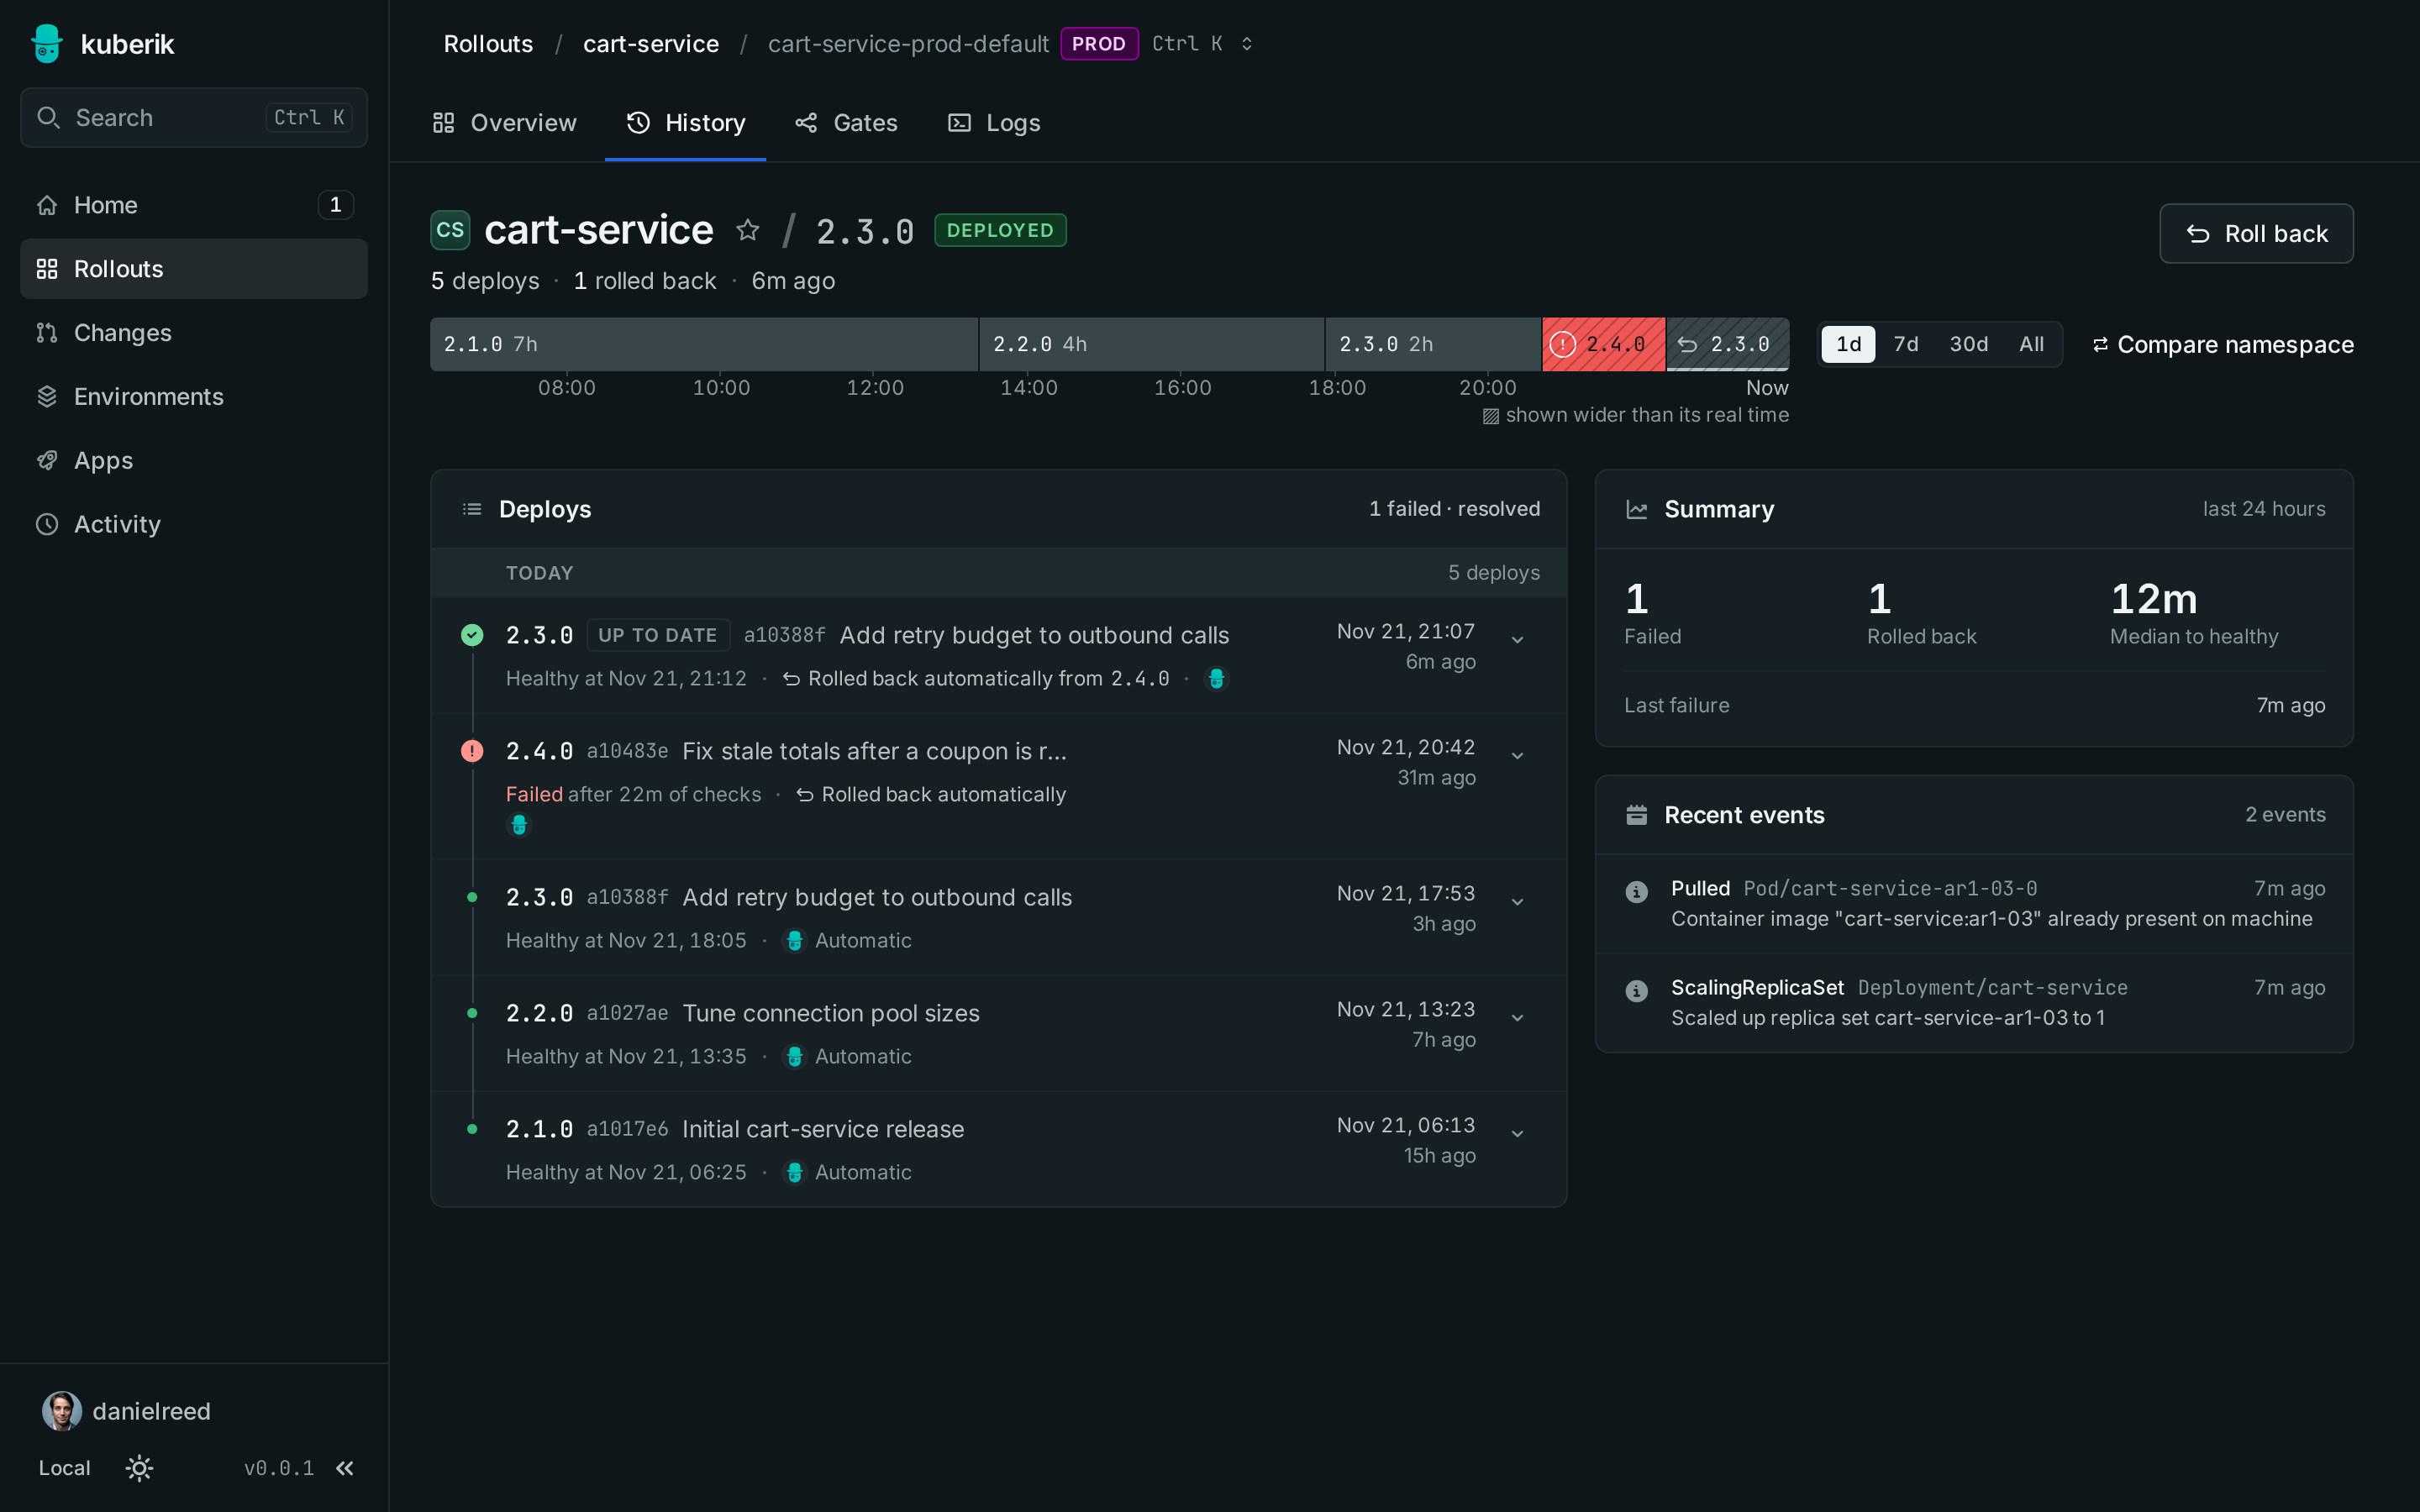 kuberik
Search Ctrl K
Home 1
Rollouts
Changes
Environments
Apps
Activity
danielreed
Local v0.0.1
Rollouts / cart-service / cart-service-prod-default PROD Ctrl K
Overview History Gates Logs
CS cart-service / 2.3.0 DEPLOYED
Roll back
5 deploys · 1 rolled back · 6m ago
2.1.0 7h 2.2.0 4h 2.3.0 2h 2.4.0 2.3.0
1d 7d 30d All
Compare namespace
08:00 10:00 12:00 14:00 16:00 18:00 20:00 Now
shown wider than its real time
Deploys 1 failed · resolved
TODAY 5 deploys
2.3.0 UP TO DATE a10388f Add retry budget to outbound calls Nov 21, 21:07
6m ago
Healthy at Nov 21, 21:12 · Rolled back automatically from 2.4.0 ·
2.4.0 a10483e Fix stale totals after a coupon is r… Nov 21, 20:42
31m ago
Failed after 22m of checks · Rolled back automatically
2.3.0 a10388f Add retry budget to outbound calls Nov 21, 17:53
3h ago
Healthy at Nov 21, 18:05 · Automatic
2.2.0 a1027ae Tune connection pool sizes Nov 21, 13:23
7h ago
Healthy at Nov 21, 13:35 · Automatic
2.1.0 a1017e6 Initial cart-service release Nov 21, 06:13
15h ago
Healthy at Nov 21, 06:25 · Automatic
Summary last 24 hours
1 1 12m
Failed Rolled back Median to healthy
Last failure 7m ago
Recent events 2 events
Pulled Pod/cart-service-ar1-03-0 7m ago
Container image "cart-service:ar1-03" already present on machine
ScalingReplicaSet Deployment/cart-service 7m ago
Scaled up replica set cart-service-ar1-03 to 1